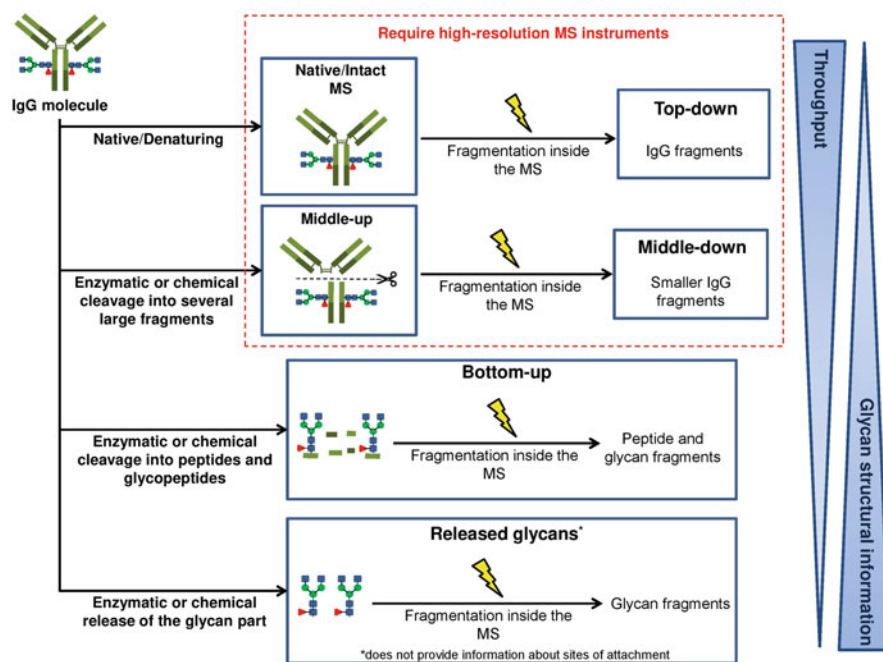 Require high-resolution MS instruments
IgG molecule
Native/Denaturing
Native/Intact
MS
Fragmentation inside
the MS
Top-down
IgG fragments
Enzymatic or chemical
cleavage into several
large fragments
Middle-up
Fragmentation inside
the MS
Middle-down
Smaller IgG
fragments
Enzymatic or chemical
cleavage into peptides and
glycopeptides
Bottom-up
Fragmentation inside the
MS
Peptide and
glycan fragments
Enzymatic or chemical
release of the glycan part
Released glycans*
Fragmentation inside the
MS
Glycan fragments
*does not provide information about sites of attachment
Throughput
Glycan structural information